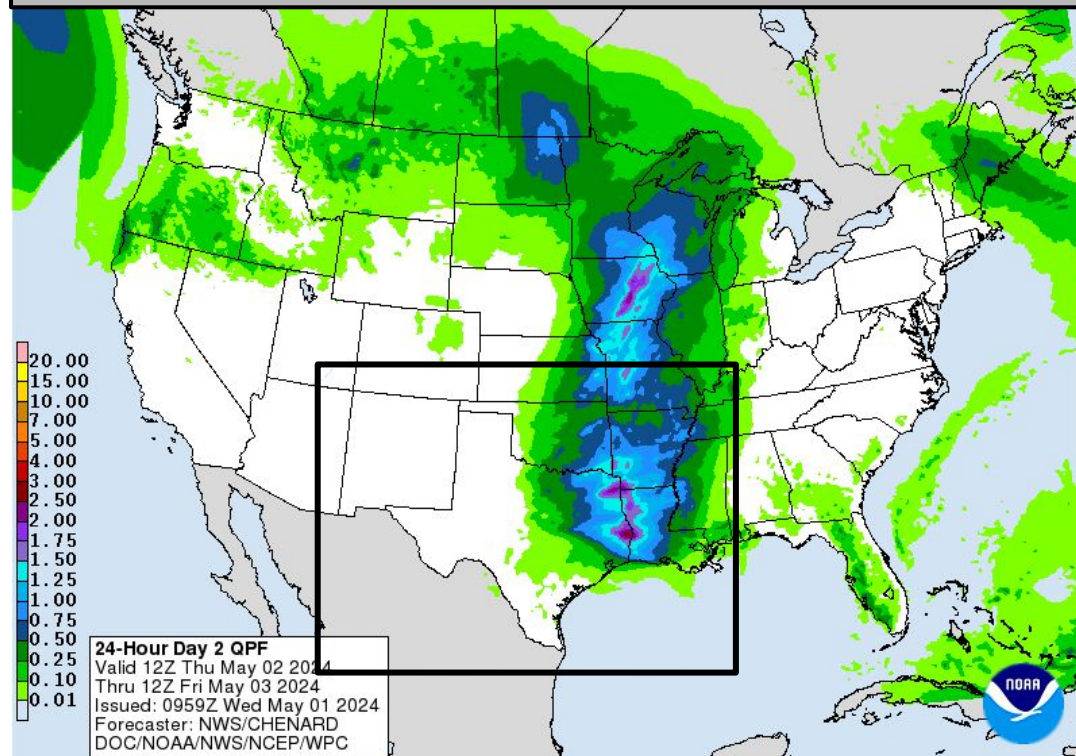 20.00
15.00
10.00
7.00
5.00
4.00
3.00
2.50
2.00
1.75
1.50
1.25
1.00
0.75
0.50
0.25
0.10
0.01
24-Hour Day 2 QPF
Valid 12Z Thu May 02 2024
Thru 12Z Fri May 03 2024
Issued: 0959Z Wed May 01 2024
Forecaster: NWS/CHENARD
DOC/NOAA/NWS/NCEP/WPC
NOAA